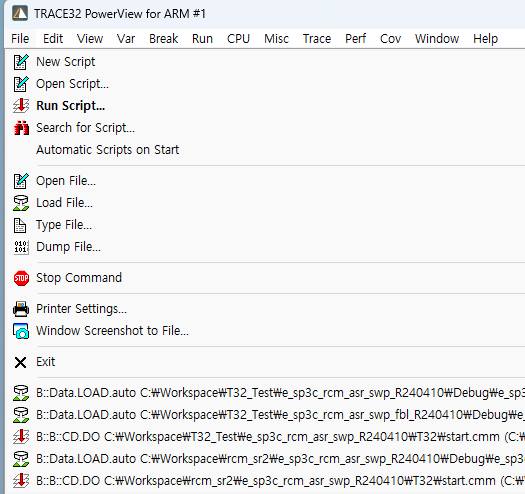 TRACE32 PowerView for ARM #1
File Edit View Var Break Run CPU Misc Trace Perf Cov Window Help
New Script
Open Script...
Run Script...
Search for Script...
Automatic Scripts on Start
Open File...
Load File...
Type File...
Dump File...
STOP Stop Command
Printer Settings...
Window Screenshot to File...
Exit
B::Data.LOAD.auto C:₩Workspace₩T32_Test₩e_sp3c_rcm_asr_swp_R240410₩Debug₩e_sp3
B::Data.LOAD.auto C:₩Workspace₩T32_Test₩e_sp3c_rcm_asr_swp_fbl_R240410₩Debug₩e_
B::B::CD.DO C:₩Workspace₩T32_Test₩e_sp3c_rcm_asr_swp_R240410₩T32₩start.cmm (C:₩
B::Data.LOAD.auto C:₩Workspace₩rcm_sr2₩e_sp3c_rcm_asr_swp_R240410₩Debug₩e_sp3c
B::B::CD.DO C:₩Workspace₩rcm_sr2₩e_sp3c_rcm_asr_swp_R240410₩T32₩start.cmm (C:₩